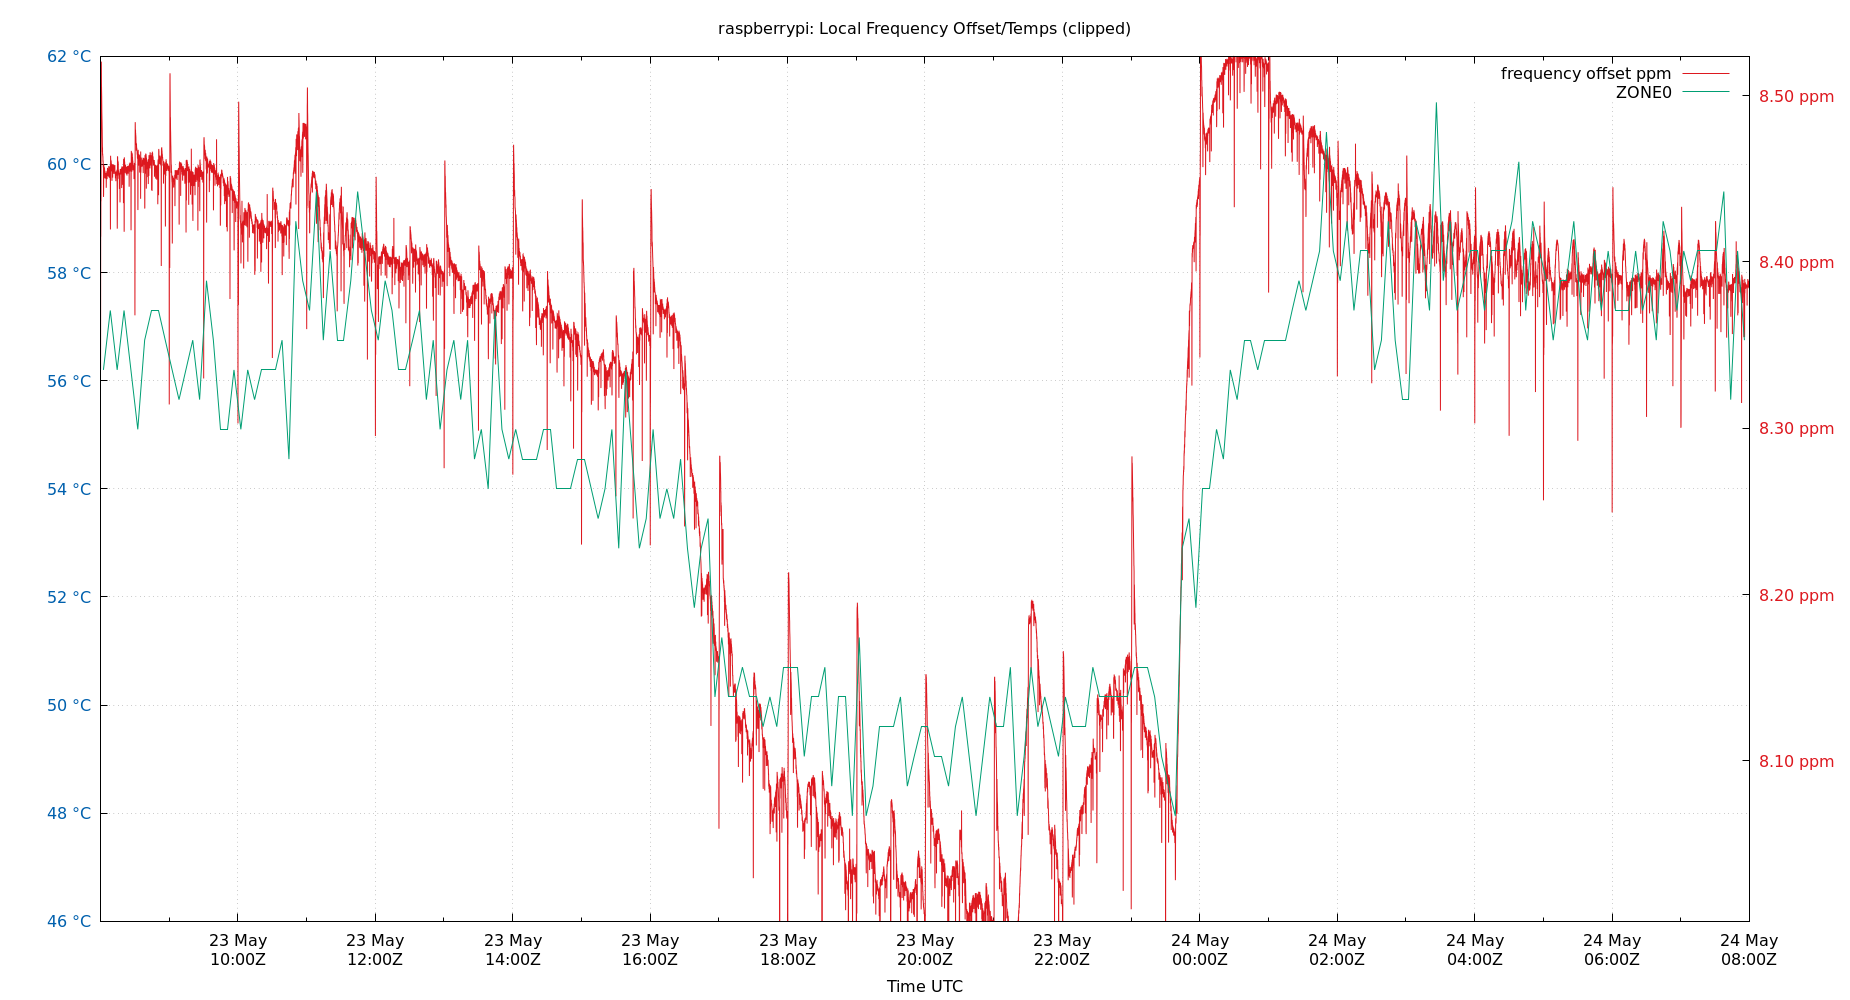 raspberrypi: Local Frequency Offset/Temps (clipped)
frequency offset ppm
ZONE0
62 °C
60 °C
58 °C
56 °C
54 °C
52 °C
50 °C
48 °C
46 °C
8.50 ppm
8.40 ppm
8.30 ppm
8.20 ppm
8.10 ppm
23 May
10:00Z
23 May
12:00Z
23 May
14:00Z
23 May
16:00Z
23 May
18:00Z
23 May
20:00Z
23 May
22:00Z
24 May
00:00Z
24 May
02:00Z
24 May
04:00Z
24 May
06:00Z
24 May
08:00Z
Time UTC